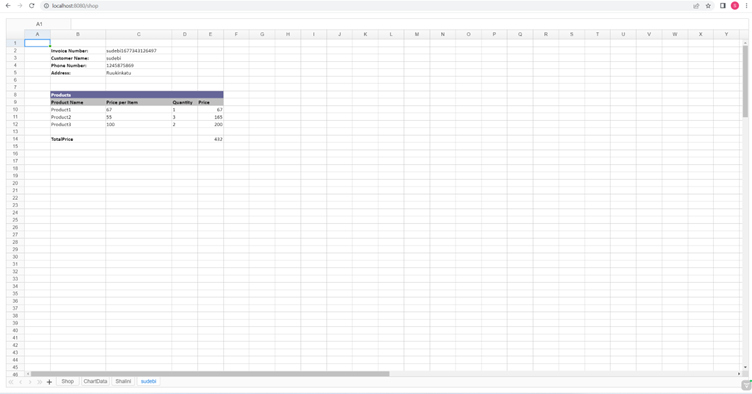 localhost:8080/shop
S
A1
A B C D E F G H I J K L M N O P Q R S T U V W X Y
1
2 Invoice Number: sudebi1677343126497
3 Customer Name: sudebi
4 Phone Number: 1245875869
5 Address: Ruukinkatu
6
7
8 Products
9 Product Name Price per Item Quantity Price
10 Product1 67 1 67
11 Product2 55 3 165
12 Product3 100 2 200
13
14 TotalPrice 432
15
16
17
18
19
20
21
22
23
24
25
26
27
28
29
30
31
32
33
34
35
36
37
38
39
40
41
42
43
44
45
46
Shop ChartData Shalini sudebi